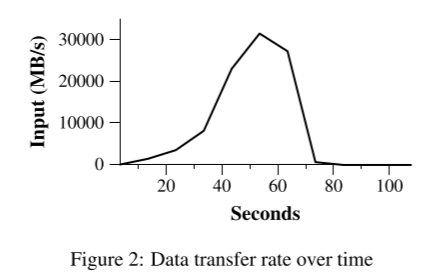 30000
20000
10000
0
Input (MB/s)
20 40 60 80 100
Seconds
Figure 2: Data transfer rate over time